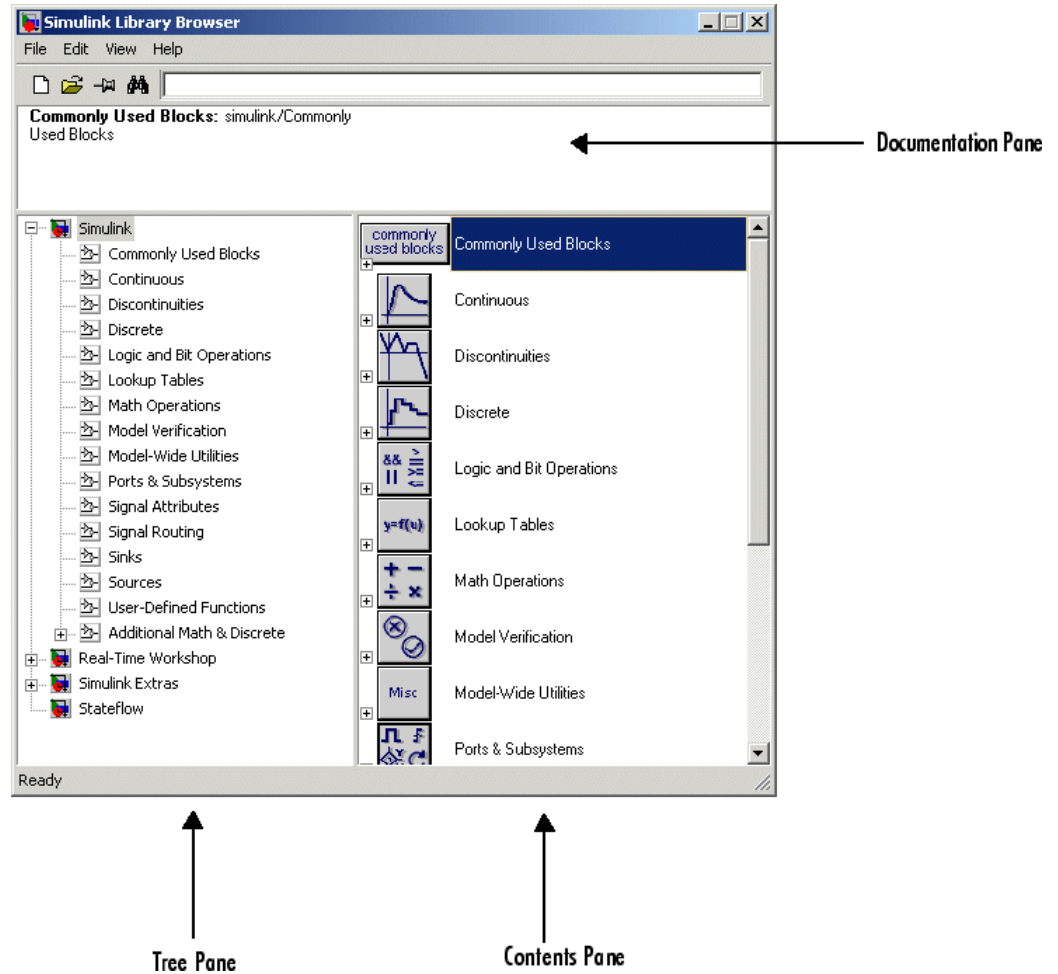 Simulink Library Browser
File Edit View Help
Commonly Used Blocks: simulink/Commonly
Used Blocks
Documentation Pane
Simulink
Commonly Used Blocks
Continuous
Discontinuities
Discrete
Logic and Bit Operations
Lookup Tables
Math Operations
Model Verification
Model-Wide Utilities
Ports & Subsystems
Signal Attributes
Signal Routing
Sinks
Sources
User-Defined Functions
Additional Math & Discrete
Real-Time Workshop
Simulink Extras
Stateflow
commonly
used blocks
Commonly Used Blocks
Continuous
Discontinuities
Discrete
&& > = 
|| >= <=
Logic and Bit Operations
y=f(u)
Lookup Tables
+ −
÷ ×
Math Operations
Model Verification
Misc
Model-Wide Utilities
Ports & Subsystems
Ready
Tree Pane
Contents Pane